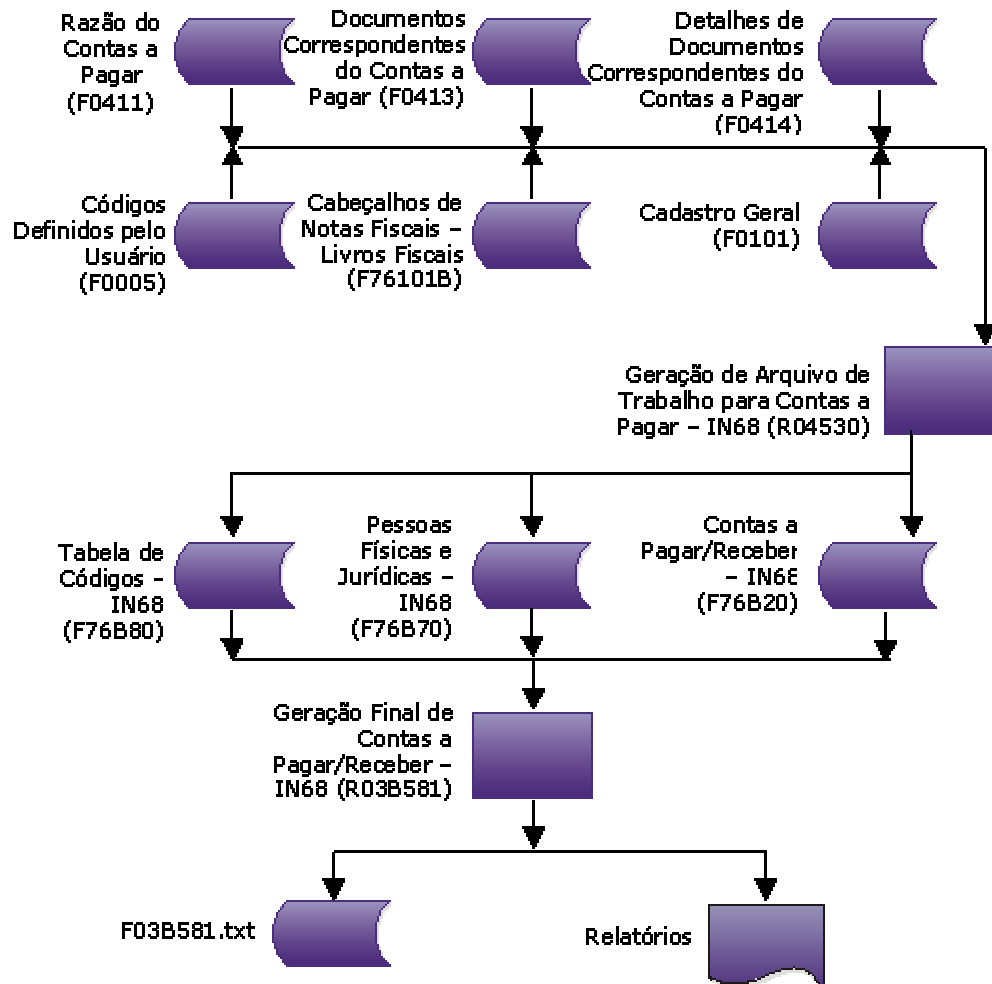 Razão do
Contas a
Pagar
(F0411)
Documentos
Correspondentes
do Contas a
Pagar (F0413)
Detalhes de
Documentos
Correspondentes do
Contas a Pagar
(F0414)
Códigos
Definidos pelo
Usuário
(F0005)
Cabeçalhos de
Notas Fiscais –
Livros Fiscais
(F76101B)
Cadastro Geral
(F0101)
Geração de Arquivo de
Trabalho para Contas a
Pagar – IN68 (R04530)
Tabela de
Códigos –
IN68
(F76B80)
Pessoas
Físicas e
Jurídicas –
IN68
(F76B70)
Contas a
Pagar/Receber
– IN68
(F76B20)
Geração Final de
Contas a
Pagar/Receber –
IN68 (R03B581)
F03B581.txt
Relatórios